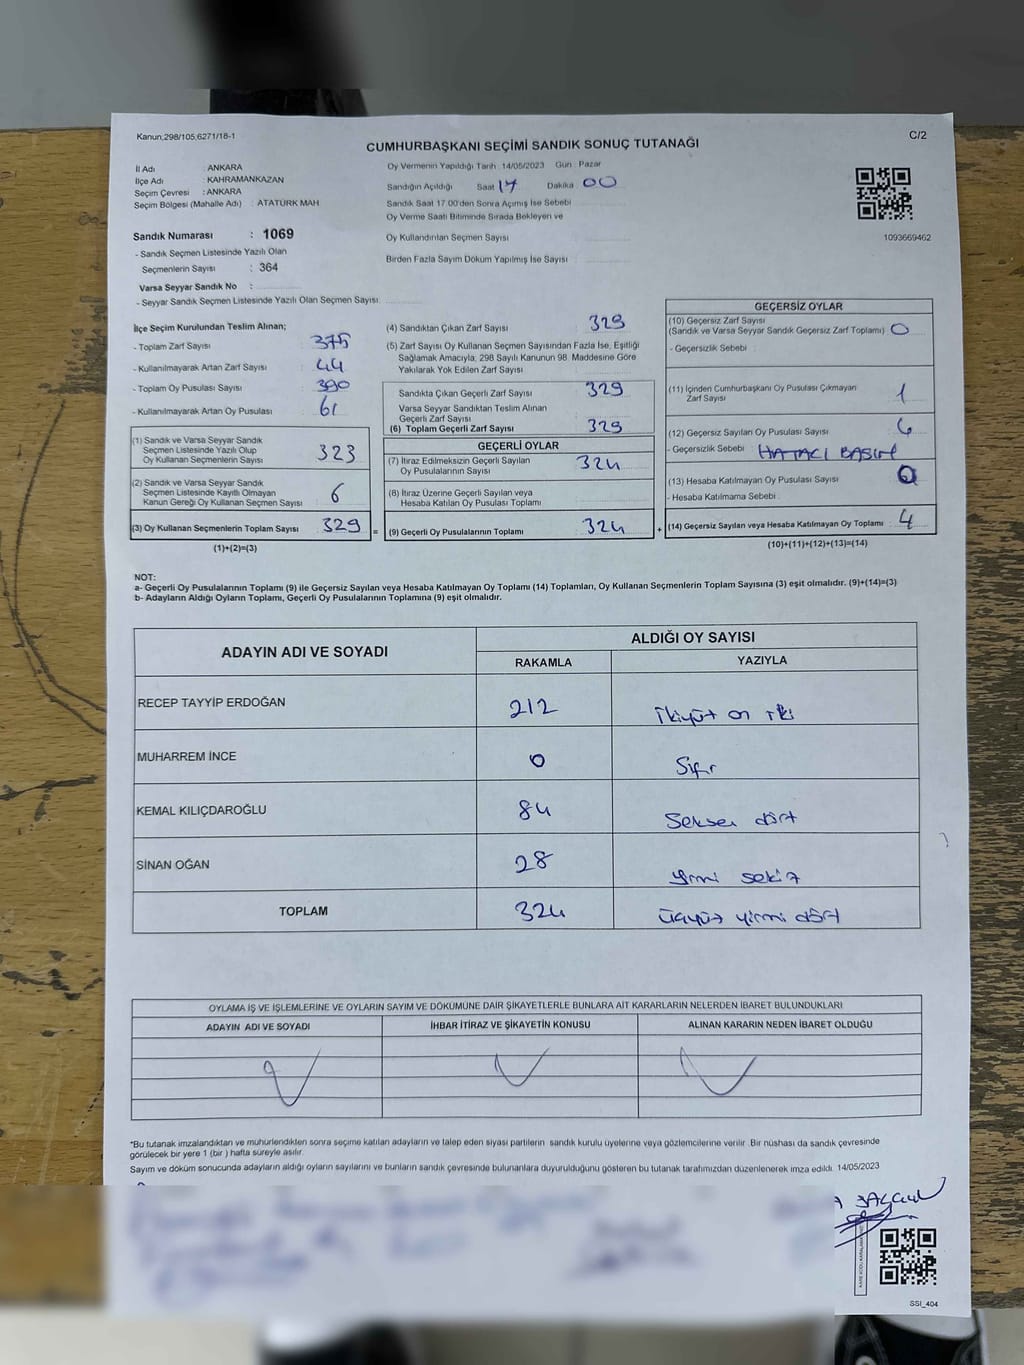 Kanun:298/105,6271/18-1
C/2
CUMHURBAŞKANI SEÇİMİ SANDIK SONUÇ TUTANAĞI
İl Adı : ANKARA
İlçe Adı : KAHRAMANKAZAN
Seçim Çevresi : ANKARA
Seçim Bölgesi (Mahalle Adı) : ATATÜRK MAH
Sandık Numarası : 1069
- Sandık Seçmen Listesinde Yazılı Olan
Seçmenlerin Sayısı : 364
Varsa Seyyar Sandık No :
- Seyyar Sandık Seçmen Listesinde Yazılı Olan Seçmen Sayısı:
Oy Vermenin Yapıldığı Tarih 14/05/2023 Gün Pazar
Sandığın Açıldığı Saat 17 Dakika 00
Sandık Saat 17.00'den Sonra Açımış İse Sebebi
Oy Verme Saati Bitiminde Sırada Bekleyen ve
Oy Kullandırılan Seçmen Sayısı
Birden Fazla Sayım Döküm Yapılmış İse Sayısı
1093669462
İlçe Seçim Kurulundan Teslim Alınan;
- Toplam Zarf Sayısı 375
- Kullanılmayarak Artan Zarf Sayısı 44
- Toplam Oy Pusulası Sayısı 390
- Kullanılmayarak Artan Oy Pusulası 61
(1) Sandık ve Varsa Seyyar Sandık
Seçmen Listesinde Yazılı Olup
Oy Kullanan Seçmenlerin Sayısı 323
(2) Sandık ve Varsa Seyyar Sandık
Seçmen Listesinde Kayıtlı Olmayan
Kanun Gereği Oy Kullanan Seçmen Sayısı 6
(3) Oy Kullanan Seçmenlerin Toplam Sayısı 329 =
(1)+(2)=(3)
(4) Sandıktan Çıkan Zarf Sayısı 329
(5) Zarf Sayısı Oy Kullanan Seçmen Sayısından Fazla İse, Eşitliği
Sağlamak Amacıyla; 298 Sayılı Kanunun 98. Maddesine Göre
Yakılarak Yok Edilen Zarf Sayısı
Sandıkta Çıkan Geçerli Zarf Sayısı 329
Varsa Seyyar Sandıktan Teslim Alınan
Geçerli Zarf Sayısı
(6) Toplam Geçerli Zarf Sayısı 329
GEÇERLİ OYLAR
(7) İtiraz Edilmeksizin Geçerli Sayılan
Oy Pusulalarının Sayısı 324
(8) İtiraz Üzerine Geçerli Sayılan veya
Hesaba Katılan Oy Pusulaları Toplamı
(9) Geçerli Oy Pusulalarının Toplamı 324 +
GEÇERSİZ OYLAR
(10) Geçersiz Zarf Sayısı
(Sandık ve Varsa Seyyar Sandık Geçersiz Zarf Toplamı) 0
- Geçersizlik Sebebi
(11) İçinden Cumhurbaşkanı Oy Pusulası Çıkmayan
Zarf Sayısı 1
(12) Geçersiz Sayılan Oy Pusulası Sayısı
- Geçersizlik Sebebi
(13) Hesaba Katılmayan Oy Pusulası Sayısı 0
- Hesaba Katılmama Sebebi
(14) Geçersiz Sayılan veya Hesaba Katılmayan Oy Toplamı 4
(10)+(11)+(12)+(13)=(14)
NOT:
a- Geçerli Oy Pusulalarının Toplamı (9) ile Geçersiz Sayılan veya Hesaba Katılmayan Oy Toplamı (14) Toplamları, Oy Kullanan Seçmenlerin Toplam Sayısına (3) eşit olmalıdır. (9)+(14)=(3)
b- Adayların Aldığı Oyların Toplamı, Geçerli Oy Pusulalarının Toplamına (9) eşit olmalıdır.
ADAYIN ADI VE SOYADI
ALDIĞI OY SAYISI
RAKAMLA YAZIYLA
RECEP TAYYİP ERDOĞAN 212 ikiyüz on iki
MUHARREM İNCE 0 Sıfır
KEMAL KILIÇDAROĞLU 84 Seksen dört
SİNAN OĞAN 28 yirmi sekiz
TOPLAM 324 üçyüz yirmi dört
OYLAMA İŞ VE İŞLEMLERİNE VE OYLARIN SAYIM VE DÖKÜMÜNE DAİR ŞİKAYETLERLE BUNLARA AİT KARARLARIN NELERDEN İBARET BULUNDUKLARI
ADAYIN ADI VE SOYADI
İHBAR İTİRAZ VE ŞİKAYETİN KONUSU
ALINAN KARARIN NEDEN İBARET OLDUĞU
*Bu tutanak imzalandıktan ve mühürlendikten sonra seçime katılan adayların ve talep eden siyasi partilerin sandık kurulu üyelerine veya gözlemcilerine verilir. Bir nüshası da sandık çevresinde
görülecek bir yere 1 (bir) hafta süreyle asılır.
Sayım ve döküm sonucunda adayların aldığı oyların sayılarını ve bunların sandık çevresinde bulunanlara duyurulduğunu gösteren bu tutanak tarafımızdan düzenlenerek imza edildi. 14/05/2023
SSI_404